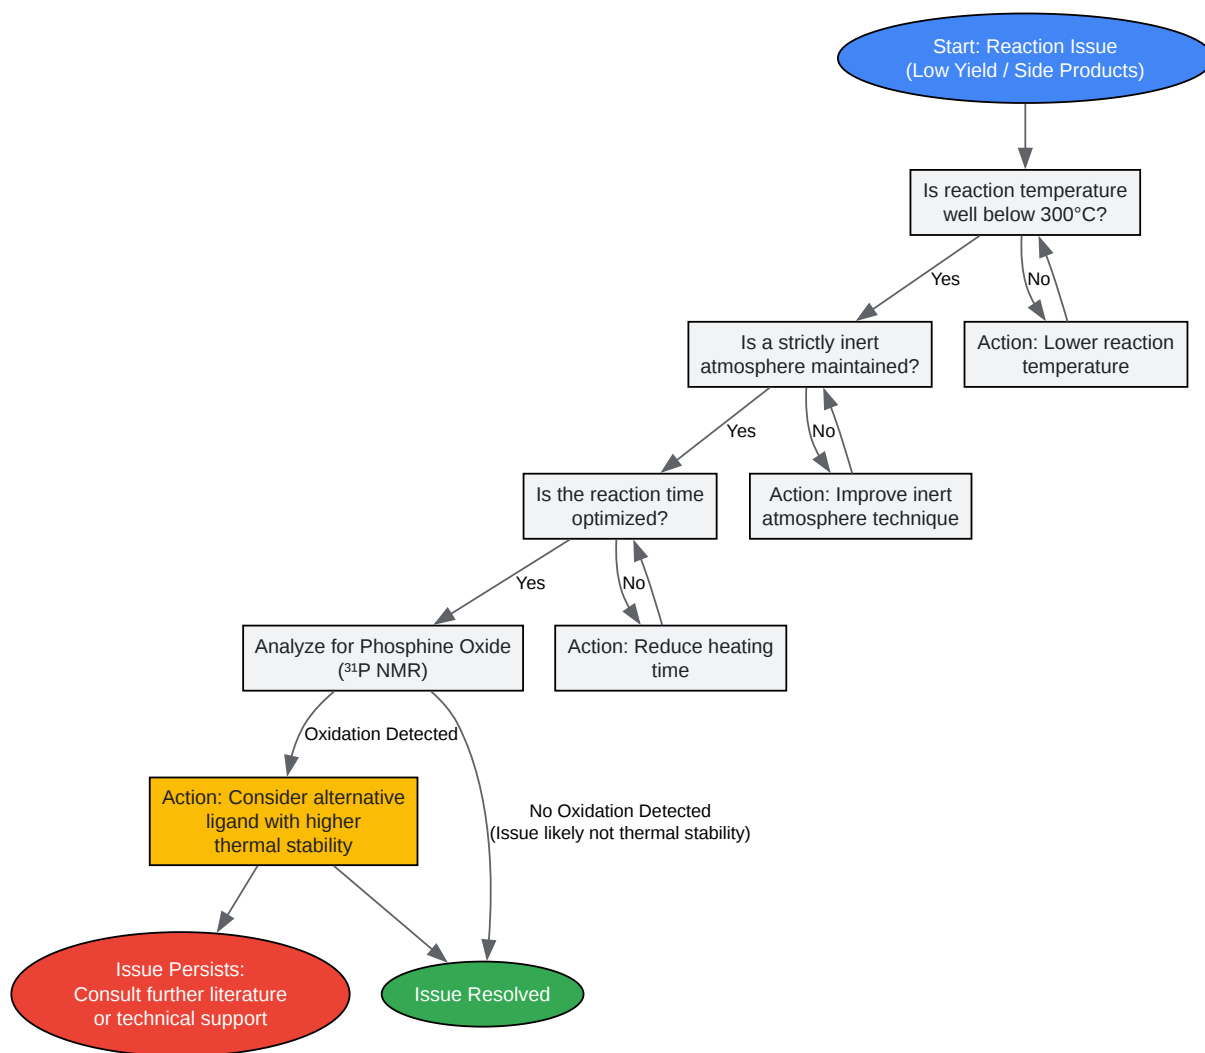 Start: Reaction Issue
(Low Yield / Side Products)
Is reaction temperature
well below 300°C?
Yes
No
Is a strictly inert
atmosphere maintained?
Action: Lower reaction
temperature
Yes
No
Is the reaction time
optimized?
Action: Improve inert
atmosphere technique
Yes
No
Analyze for Phosphine Oxide
(³¹P NMR)
Action: Reduce heating
time
Oxidation Detected
No Oxidation Detected
(Issue likely not thermal stability)
Action: Consider alternative
ligand with higher
thermal stability
Issue Persists:
Consult further literature
or technical support
Issue Resolved